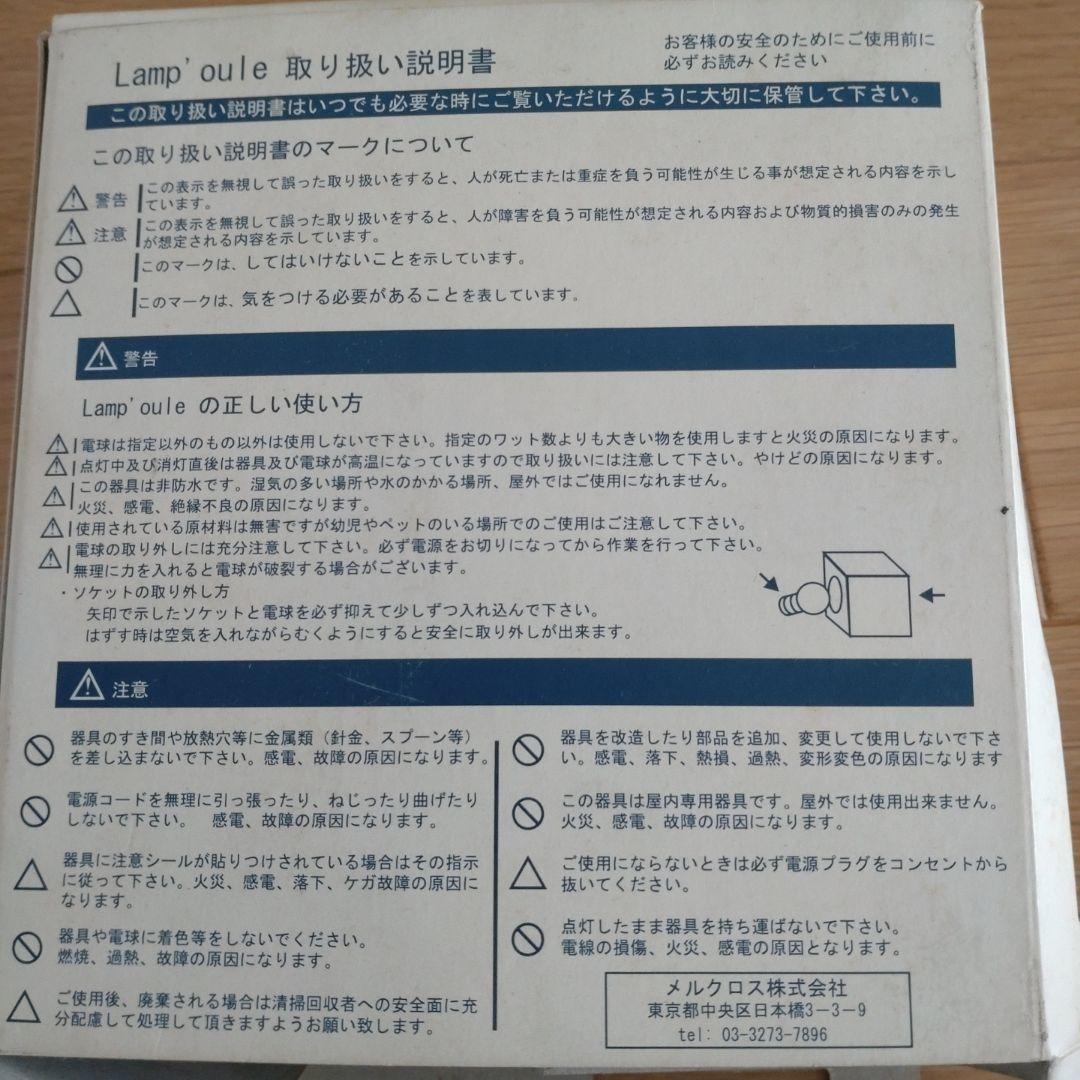 Lamp'oule 取り扱い説明書
お客様の安全のためにご使用前に
必ずお読みください
この取り扱い説明書はいつでも必要な時にご覧いただけるように大切に保管して下さい。
この取り扱い説明書のマークについて
警告
この表示を無視して誤った取り扱いをすると、人が死亡または重症を負う可能性が生じる事が想定される内容を示し
ています。
注意
この表示を無視して誤った取り扱いをすると、人が障害を負う可能性が想定される内容および物質的損害のみの発生
が想定される内容を示しています。
このマークは、してはいけないことを示しています。
このマークは、気をつける必要があることを表しています。
警告
Lamp'oule の正しい使い方
電球は指定以外のもの以外は使用しないで下さい。指定のワット数よりも大きい物を使用しますと火災の原因になります。
点灯中及び消灯直後は器具及び電球が高温になっていますので取り扱いには注意して下さい。やけどの原因になります。
この器具は非防水です。湿気の多い場所や水のかかる場所、屋外ではご使用になれません。
火災、感電、絶縁不良の原因になります。
使用されている原材料は無害ですが幼児やペットのいる場所でのご使用はご注意して下さい。
電球の取り外しには充分注意して下さい。必ず電源をお切りになってから作業を行って下さい。
無理に力を入れると電球が破裂する場合がございます。
・ソケットの取り外し方
矢印で示したソケットと電球を必ず抑えて少しずつ入れ込んで下さい。
はずす時は空気を入れながらむくようにすると安全に取り外しが出来ます。
注意
器具のすき間や放熱穴等に金属類（針金、スプーン等）
を差し込まないで下さい。感電、故障の原因になります。
電源コードを無理に引っ張ったり、ねじったり曲げたり
しないで下さい。 感電、故障の原因になります。
器具に注意シールが貼りつけされている場合はその指示
に従って下さい。火災、感電、落下、ケガ故障の原因に
なります。
器具や電球に着色等をしないでください。
燃焼、過熱、故障の原因になります。
ご使用後、廃棄される場合は清掃回収者への安全面に充
分配慮して処理して頂きますようお願い致します。
器具を改造したり部品を追加、変更して使用しないで下さ
い。感電、落下、熱損、過熱、変形変色の原因になります
この器具は屋内専用器具です。屋外では使用出来ません。
火災、感電、故障の原因になります。
ご使用にならないときは必ず電源プラグをコンセントから
抜いてください。
点灯したまま器具を持ち運ばないで下さい。
電線の損傷、火災、感電の原因となります。
メルクロス株式会社
東京都中央区日本橋3－3－9
tel: 03-3273-7896